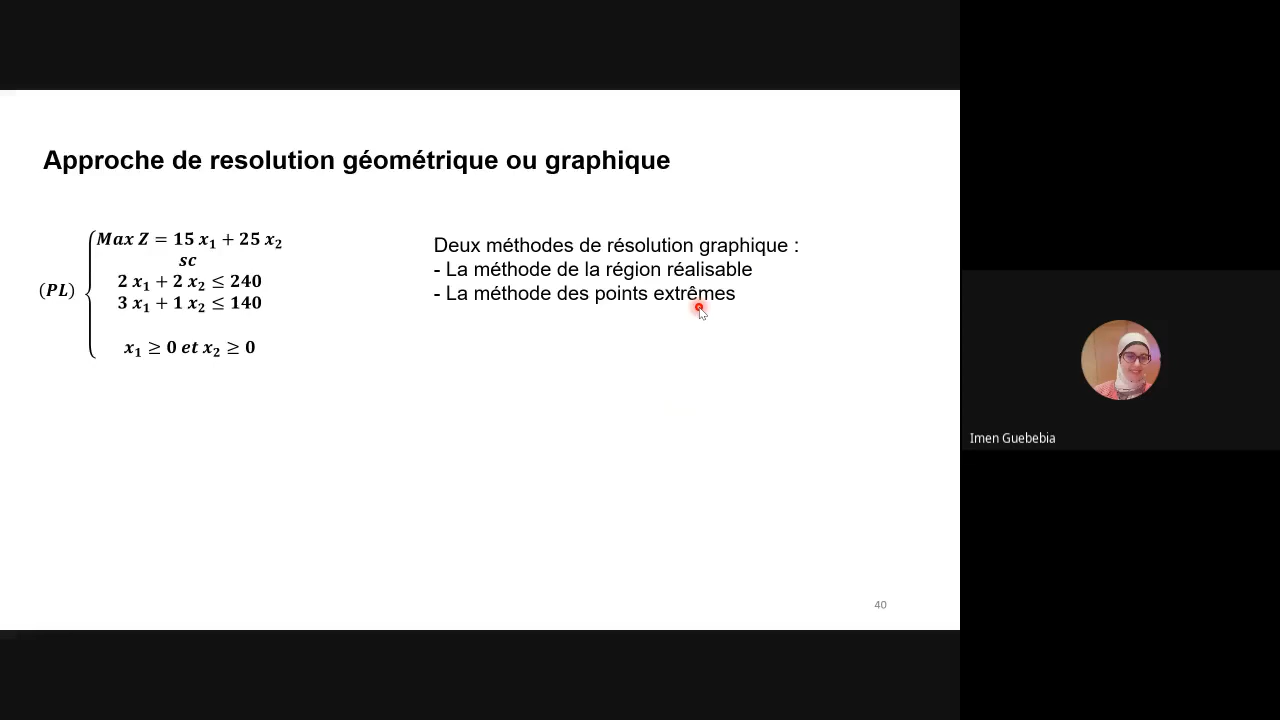 Approche de resolution géométrique ou graphique
Max Z = 15 x₁ + 25 x₂
sc
2 x₁ + 2 x₂ ≤ 240
(PL)
3 x₁ + 1 x₂ ≤ 140
x₁ ≥ 0 et x₂ ≥ 0
Deux méthodes de résolution graphique :
- La méthode de la région réalisable
- La méthode des points extrêmes
40
Imen Guebebia